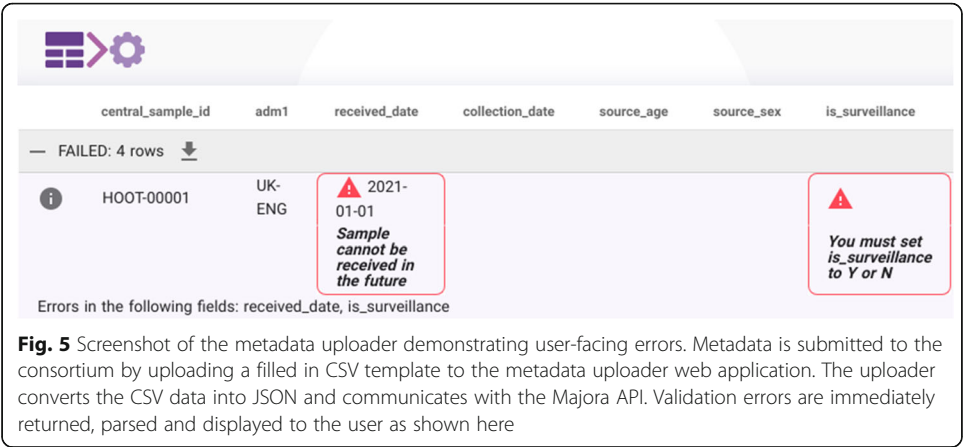 central_sample_id adm1 received_date collection_date source_age source_sex is_surveillance
— FAILED: 4 rows
HOOT-00001
UK-
ENG
2021-
01-01
Sample
cannot be
received in
the future
You must set
is_surveillance
to Y or N
Errors in the following fields: received_date, is_surveillance
Fig. 5 Screenshot of the metadata uploader demonstrating user-facing errors. Metadata is submitted to the
consortium by uploading a filled in CSV template to the metadata uploader web application. The uploader
converts the CSV data into JSON and communicates with the Majora API. Validation errors are immediately
returned, parsed and displayed to the user as shown here